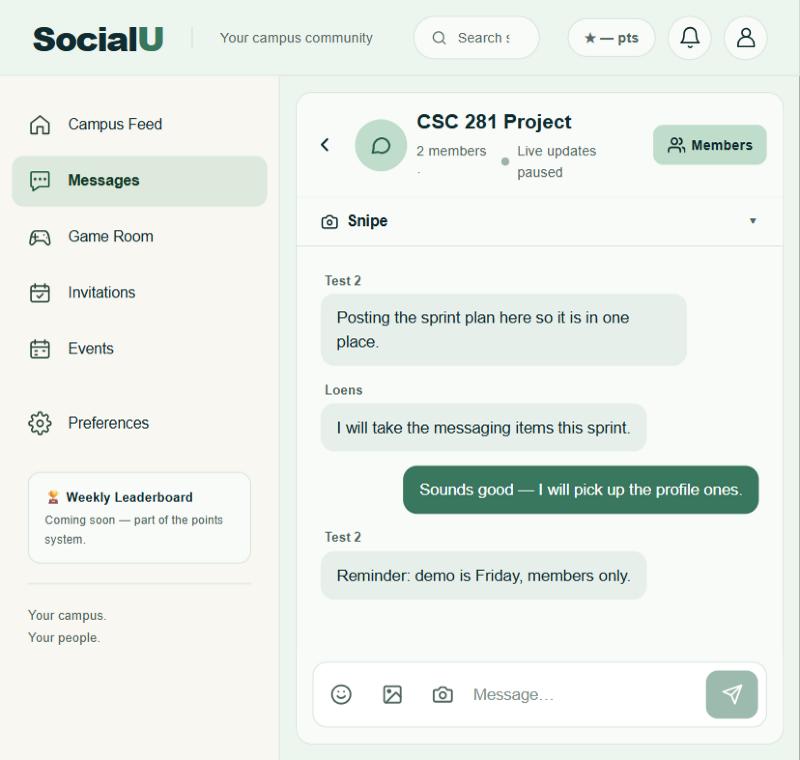 SocialU
Your campus community
Search
★ — pts
Campus Feed
Messages
Game Room
Invitations
Events
Preferences
🏆 Weekly Leaderboard
Coming soon — part of the points
system.
Your campus.
Your people.
CSC 281 Project
2 members
·
Live updates
paused
Members
Snipe
▼
Test 2
Posting the sprint plan here so it is in one
place.
Loens
I will take the messaging items this sprint.
Sounds good — I will pick up the profile ones.
Test 2
Reminder: demo is Friday, members only.
Message…